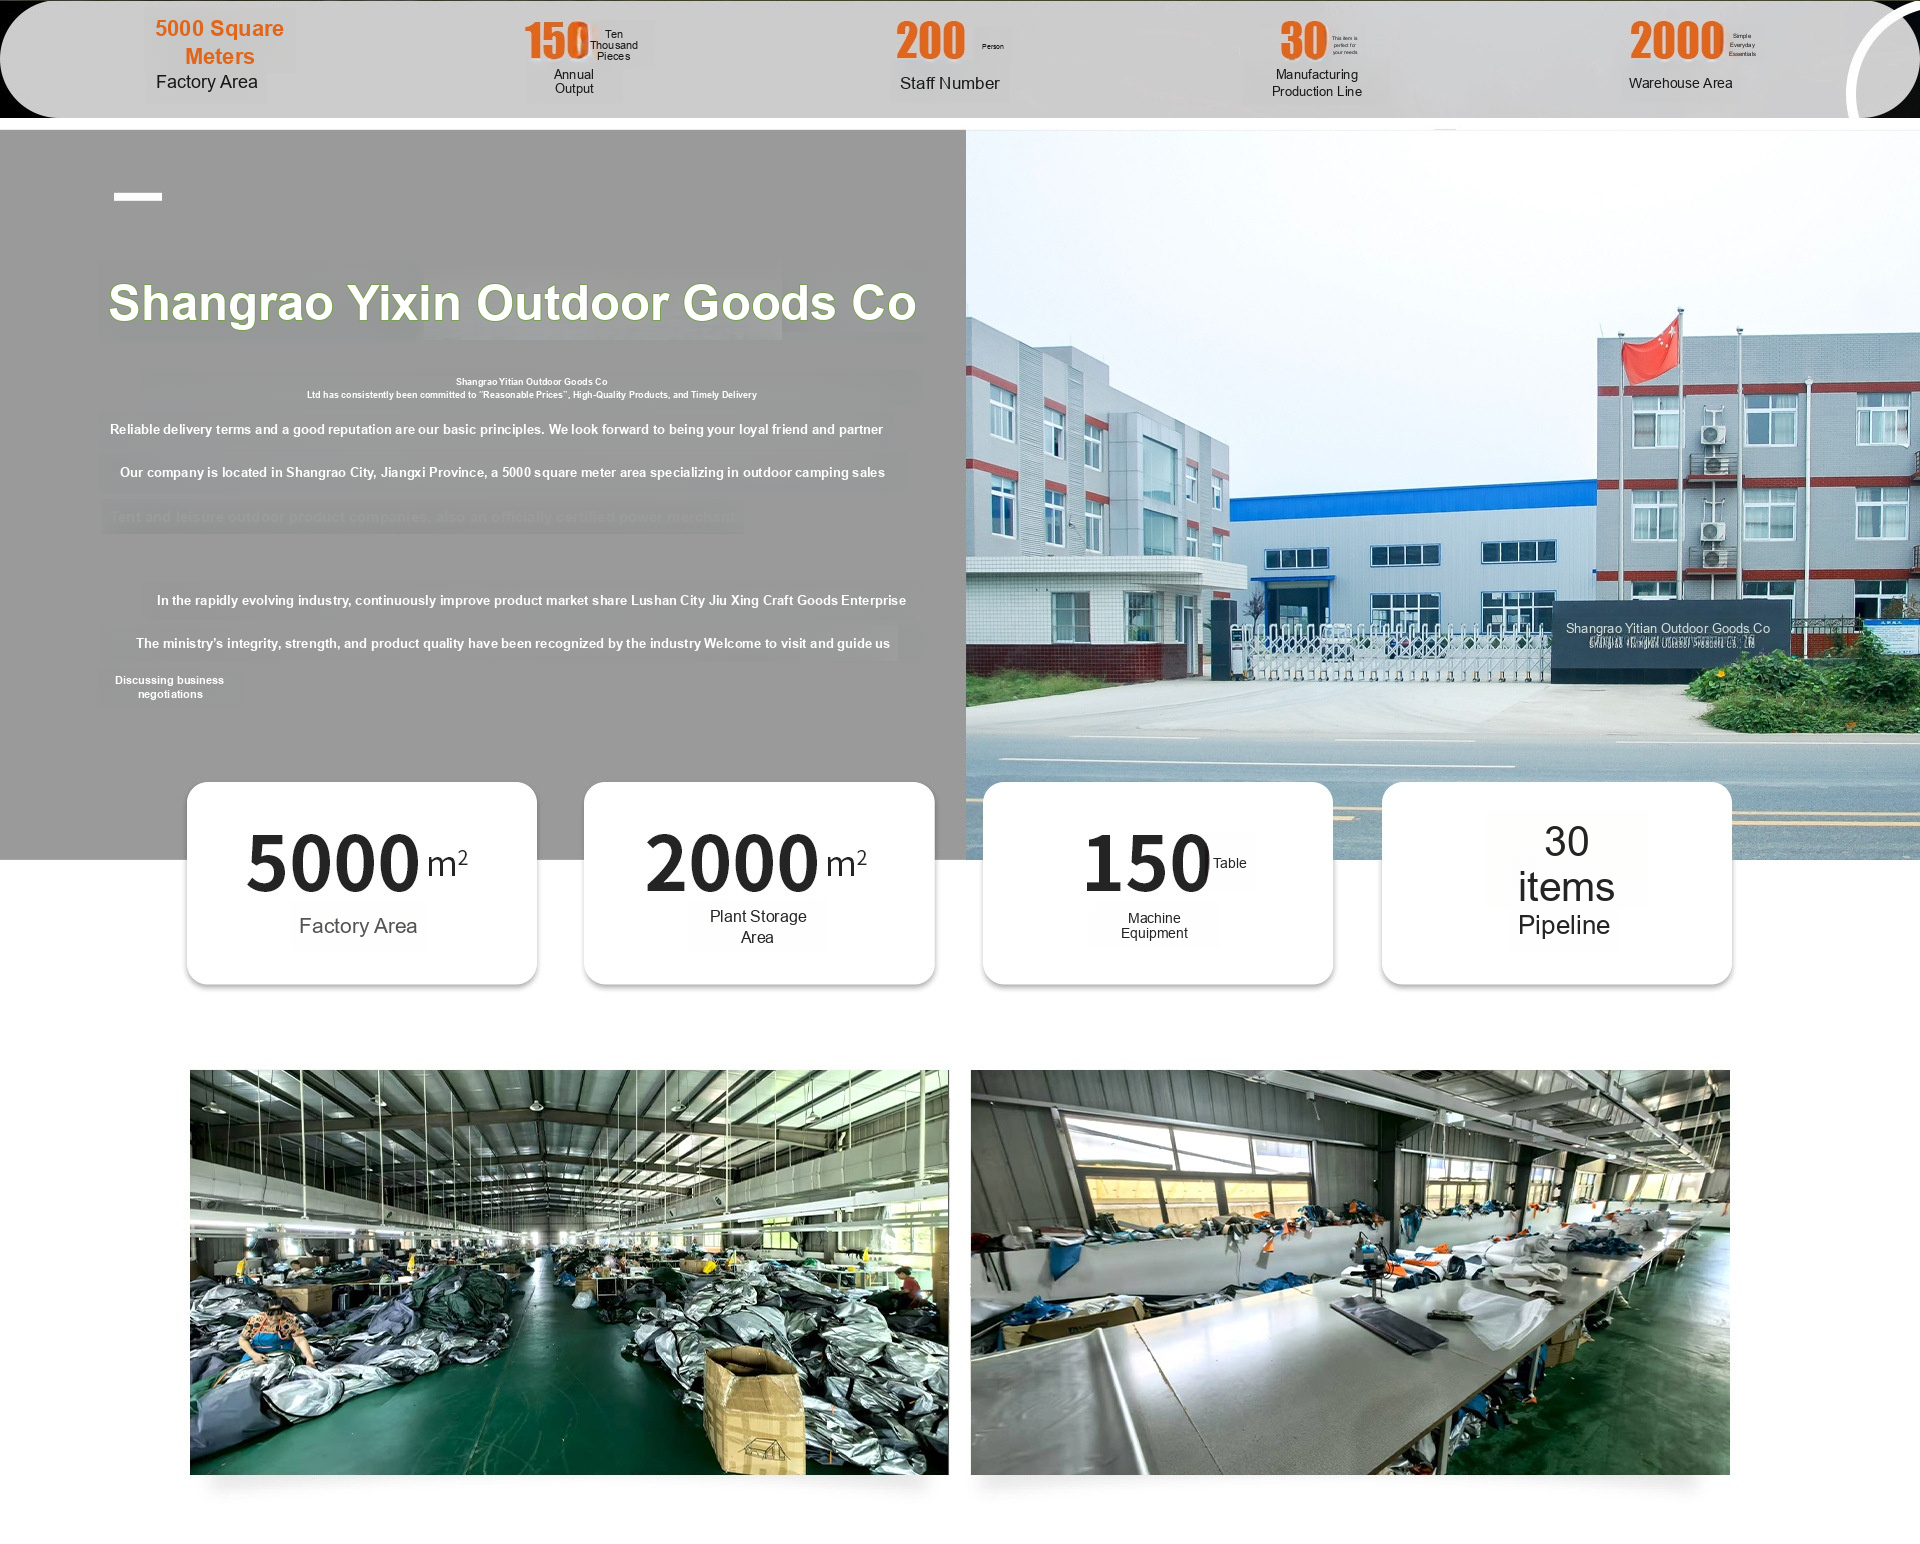 5000 Square
Meters
Factory Area
150 Ten
Thousand
Pieces
Annual
Output
200 Person
Staff Number
30 This item is
perfect for
your needs
Manufacturing
Production Line
2000 Simple
Everyday
Essentials
Warehouse Area
Shangrao Yixin Outdoor Goods Co
Shangrao Yitian Outdoor Goods Co
Ltd has consistently been committed to "Reasonable Prices", High-Quality Products, and Timely Delivery
Reliable delivery terms and a good reputation are our basic principles. We look forward to being your loyal friend and partner
Our company is located in Shangrao City, Jiangxi Province, a 5000 square meter area specializing in outdoor camping sales
Tent and leisure outdoor product companies, also an officially certified power merchant
In the rapidly evolving industry, continuously improve product market share Lushan City Jiu Xing Craft Goods Enterprise
The ministry's integrity, strength, and product quality have been recognized by the industry Welcome to visit and guide us
Discussing business
negotiations
Shangrao Yitian Outdoor Goods Co
5000 m²
Factory Area
2000 m²
Plant Storage
Area
150 Table
Machine
Equipment
30
items
Pipeline